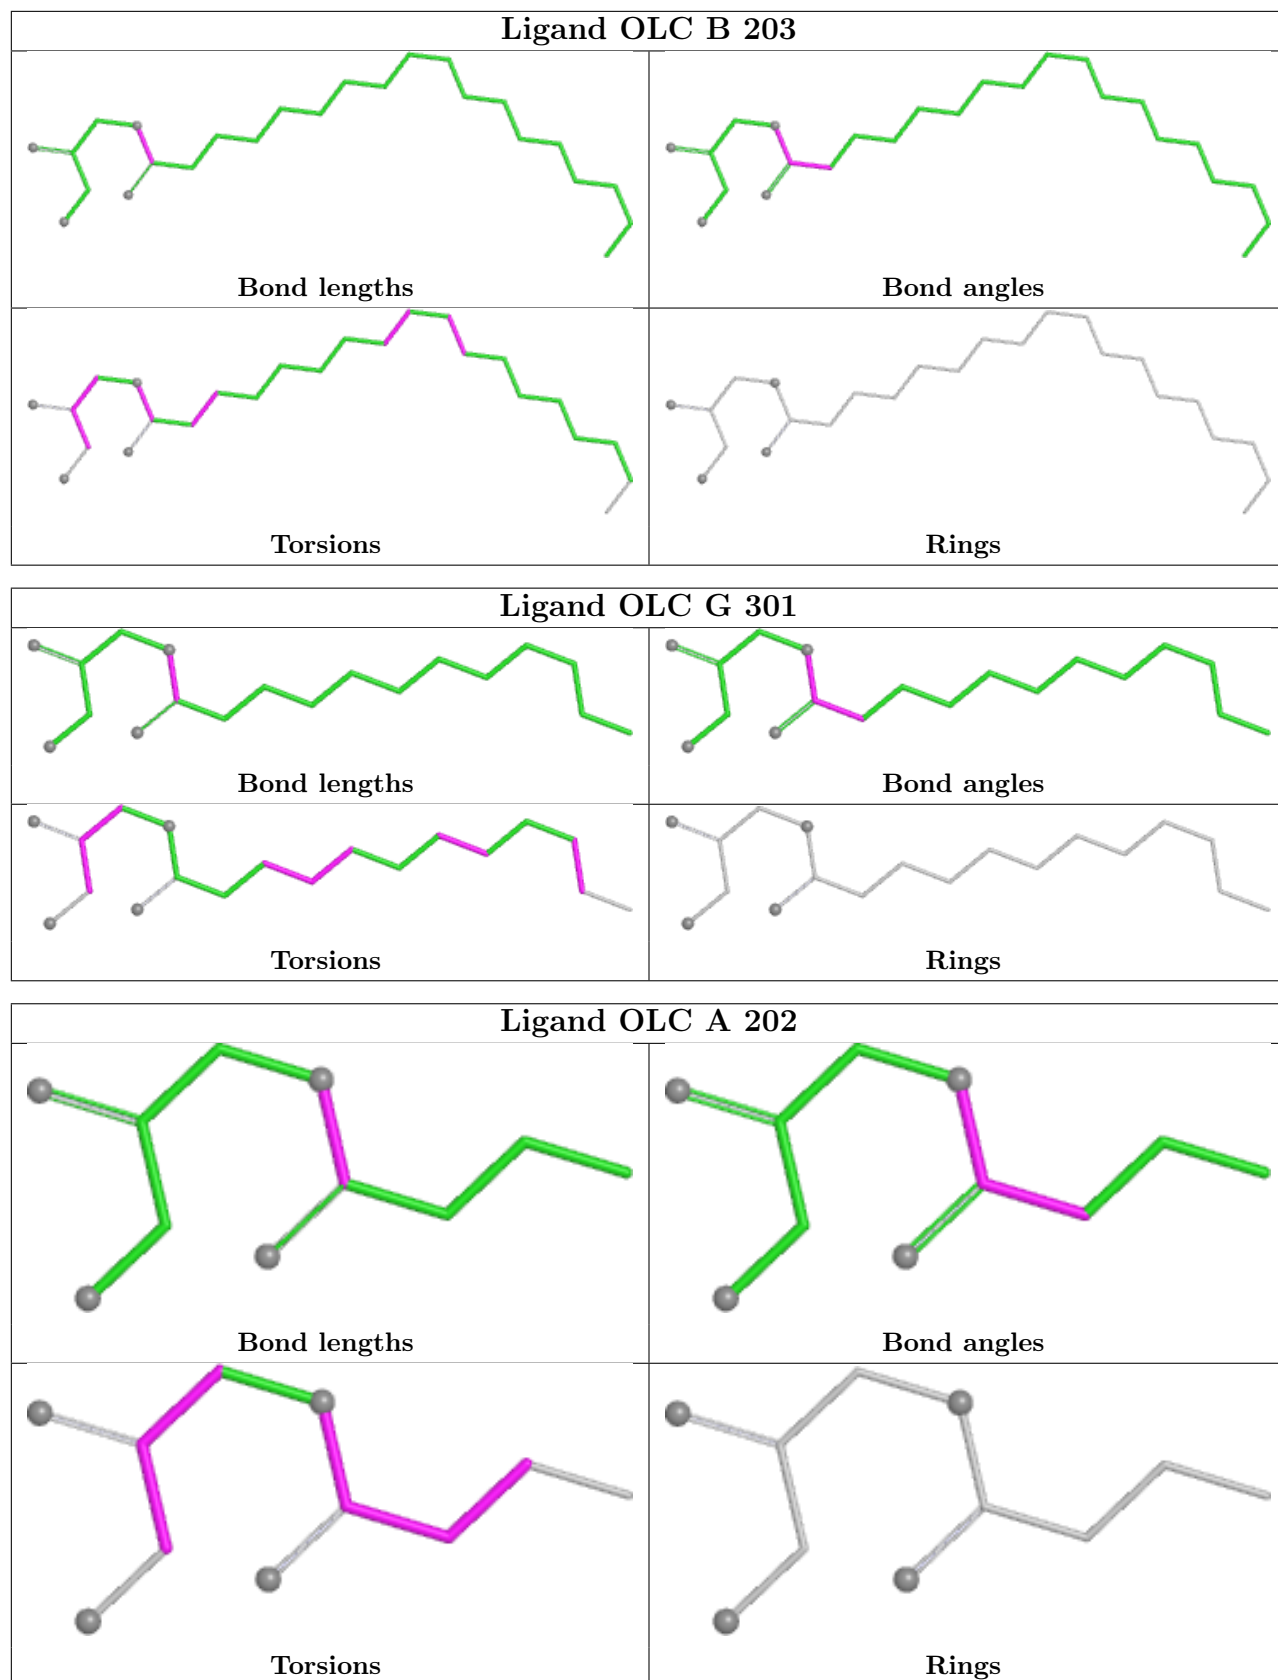 Ligand OLC B 203
Bond lengths
Bond angles
Torsions
Rings
Ligand OLC G 301
Bond lengths
Bond angles
Torsions
Rings
Ligand OLC A 202
Bond lengths
Bond angles
Torsions
Rings